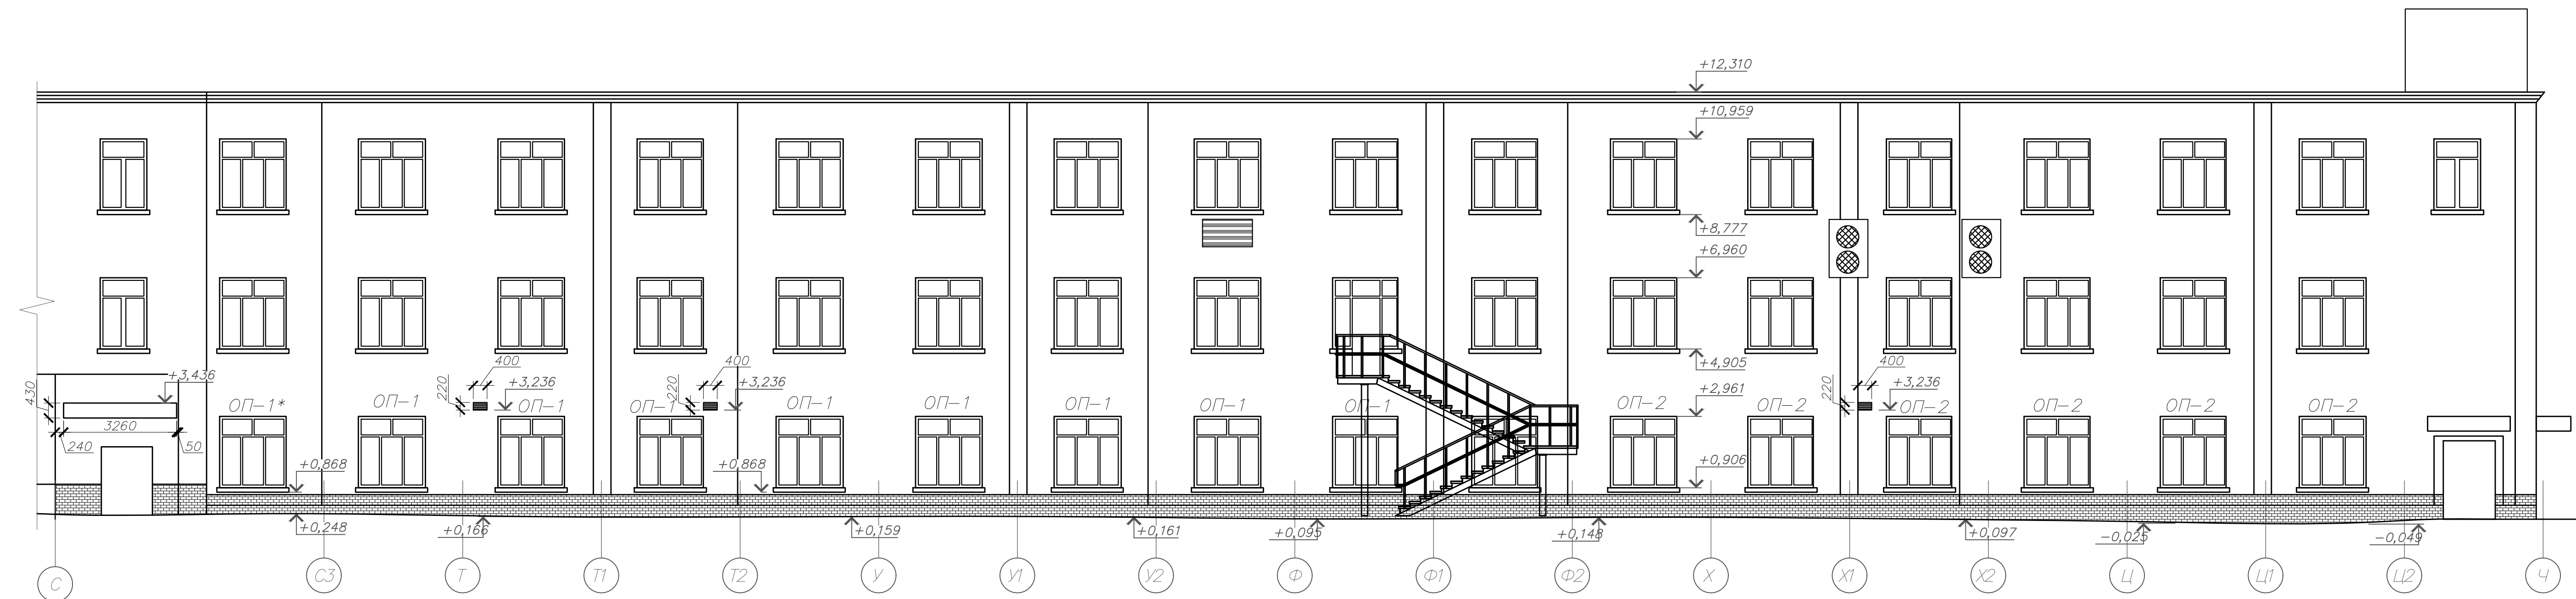 +12,310
+10,959
+8,777
+6,960
+4,905
+2,961
+0,906
430
+3,436
3260
240
50
ОП-1*
ОП-1
220
400
+3,236
ОП-1
ОП-1
220
400
+3,236
ОП-1
ОП-1
ОП-1
ОП-1
ОП-1
ОП-2
ОП-2
220
400
+3,236
ОП-2
ОП-2
ОП-2
ОП-2
+0,868
+0,868
+0,248
+0,166
+0,159
+0,161
+0,095
+0,148
+0,097
-0,025
-0,049
С
С3
Т
Т1
Т2
У
У1
У2
Ф
Ф1
Ф2
Х
Х1
Х2
Ц
Ц1
Ц2
Ч